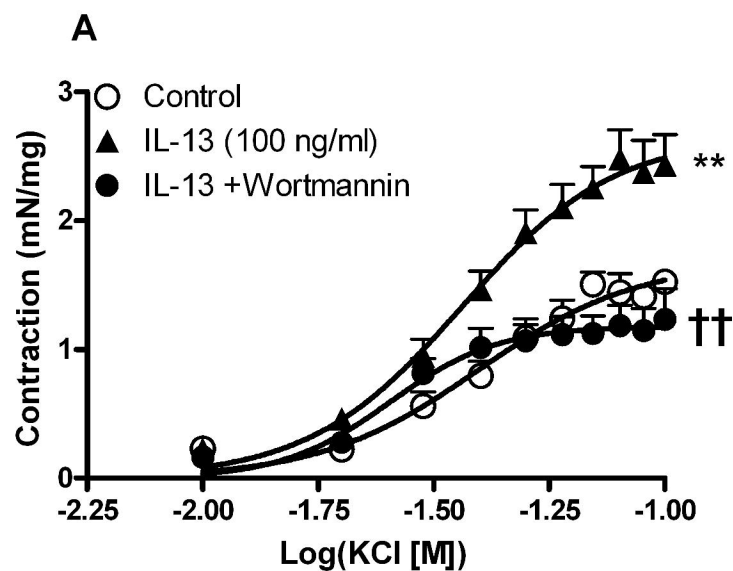 A
Contraction (mN/mg)
3
2
1
0
Control
IL-13 (100 ng/ml)
IL-13 +Wortmannin
**
††
-2.25 -2.00 -1.75 -1.50 -1.25 -1.00
Log(KCl [M])